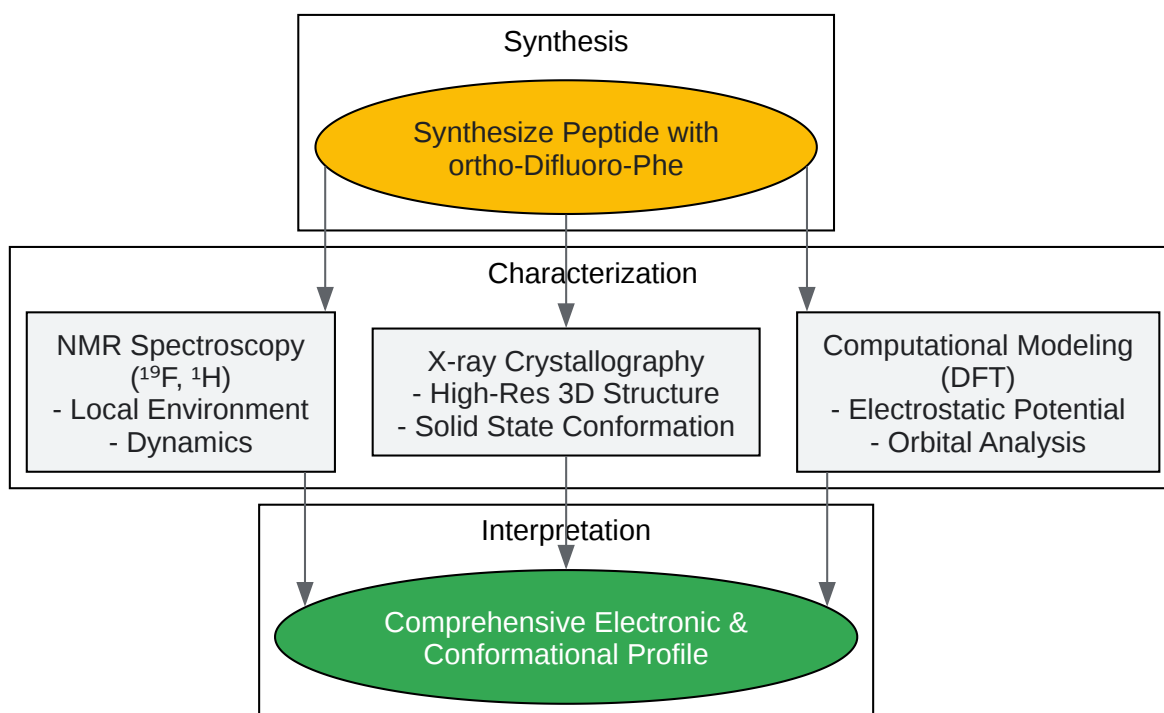 Synthesis
Synthesize Peptide with
ortho-Difluoro-Phe
Characterization
NMR Spectroscopy
(¹⁹F, ¹H)
- Local Environment
- Dynamics
X-ray Crystallography
- High-Res 3D Structure
- Solid State Conformation
Computational Modeling
(DFT)
- Electrostatic Potential
- Orbital Analysis
Interpretation
Comprehensive Electronic &
Conformational Profile